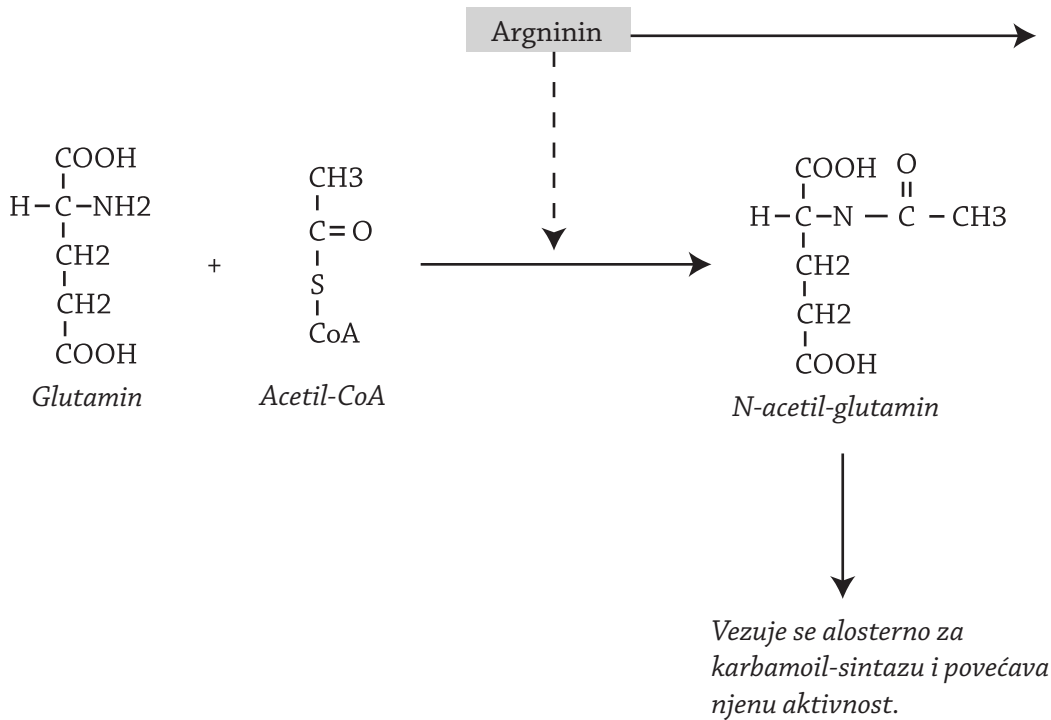 Argninin
COOH
H-C-NH2
CH2
CH2
COOH
Glutamin
+
CH3
C=O
S
CoA
Acetil-CoA
O
COOH
H-C-N-C-CH3
CH2
CH2
COOH
N-acetil-glutamin
Vezuje se alosterno za
karbamoil-sintazu i povećava
njenu aktivnost.